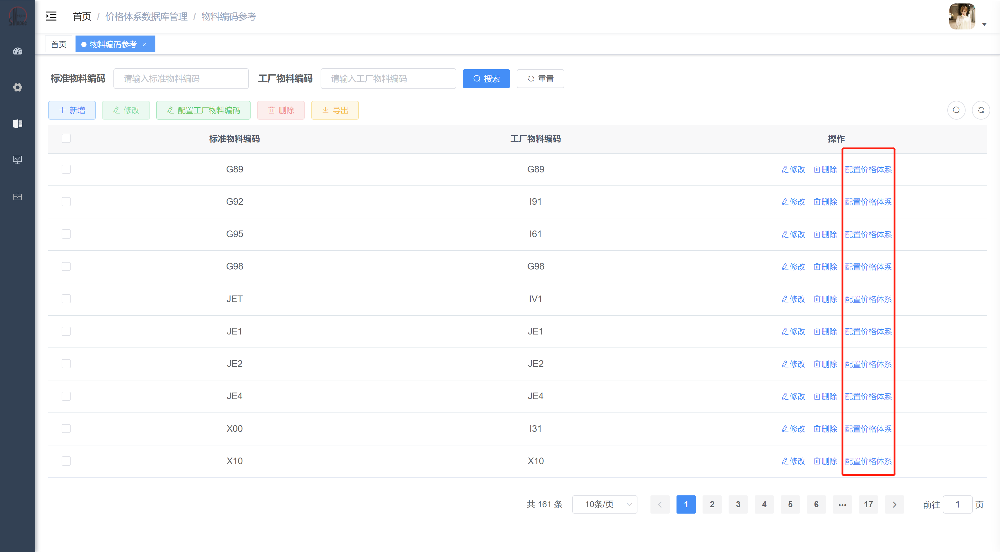 首页 / 价格体系数据库管理 / 物料编码参考
首页 物料编码参考 ×
标准物料编码 请输入标准物料编码 工厂物料编码 请输入工厂物料编码 搜索 重置
新增 修改 配置工厂物料编码 删除 导出
标准物料编码 工厂物料编码 操作
G89 G89 修改 删除 配置价格体系
G92 I91 修改 删除 配置价格体系
G95 I61 修改 删除 配置价格体系
G98 G98 修改 删除 配置价格体系
JET IV1 修改 删除 配置价格体系
JE1 JE1 修改 删除 配置价格体系
JE2 JE2 修改 删除 配置价格体系
JE4 JE4 修改 删除 配置价格体系
X00 I31 修改 删除 配置价格体系
X10 X10 修改 删除 配置价格体系
共 161 条 10条/页 1 2 3 4 5 6 ••• 17 前往 1 页